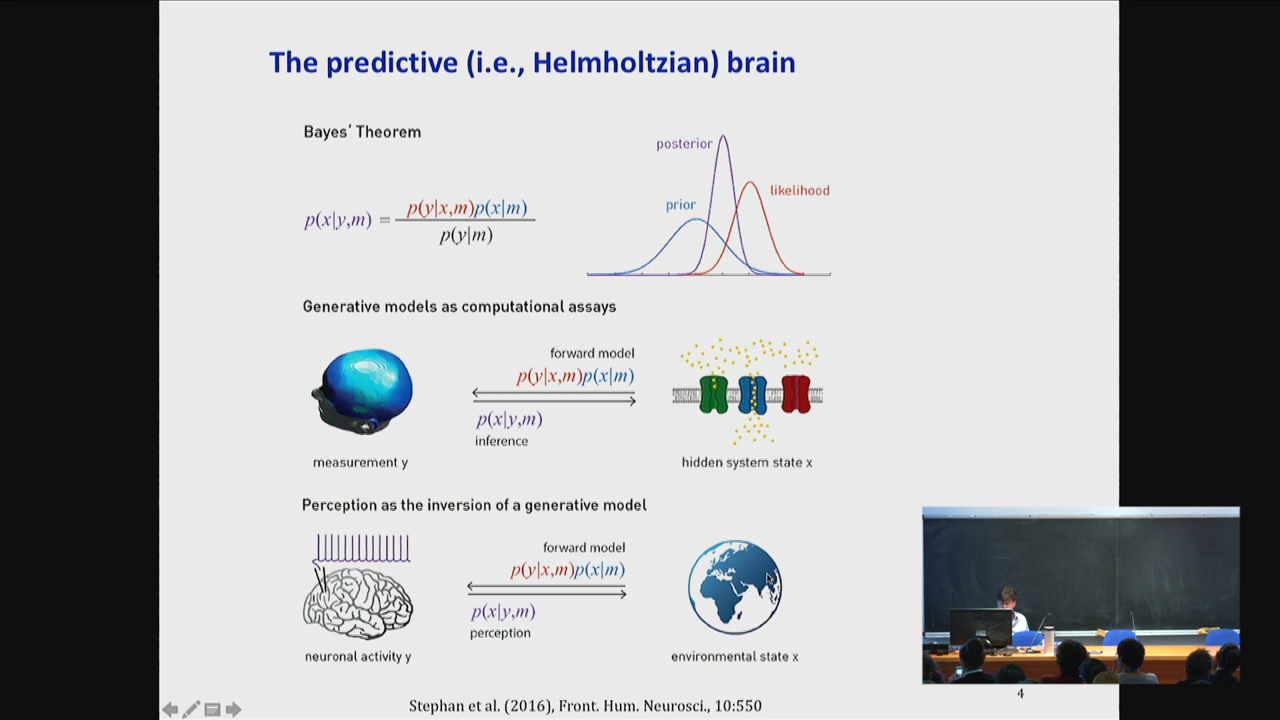 The predictive (i.e., Helmholtzian) brain
Bayes´ Theorem
posterior
likelihood
prior
p(x|y,m) = p(y|x,m)p(x|m) / p(y|m)
Generative models as computational assays
forward model
p(y|x,m)p(x|m)
p(x|y,m)
inference
measurement y
hidden system state x
Perception as the inversion of a generative model
forward model
p(y|x,m)p(x|m)
p(x|y,m)
perception
neuronal activity y
environmental state x
Stephan et al. (2016), Front. Hum. Neurosci., 10:550
4